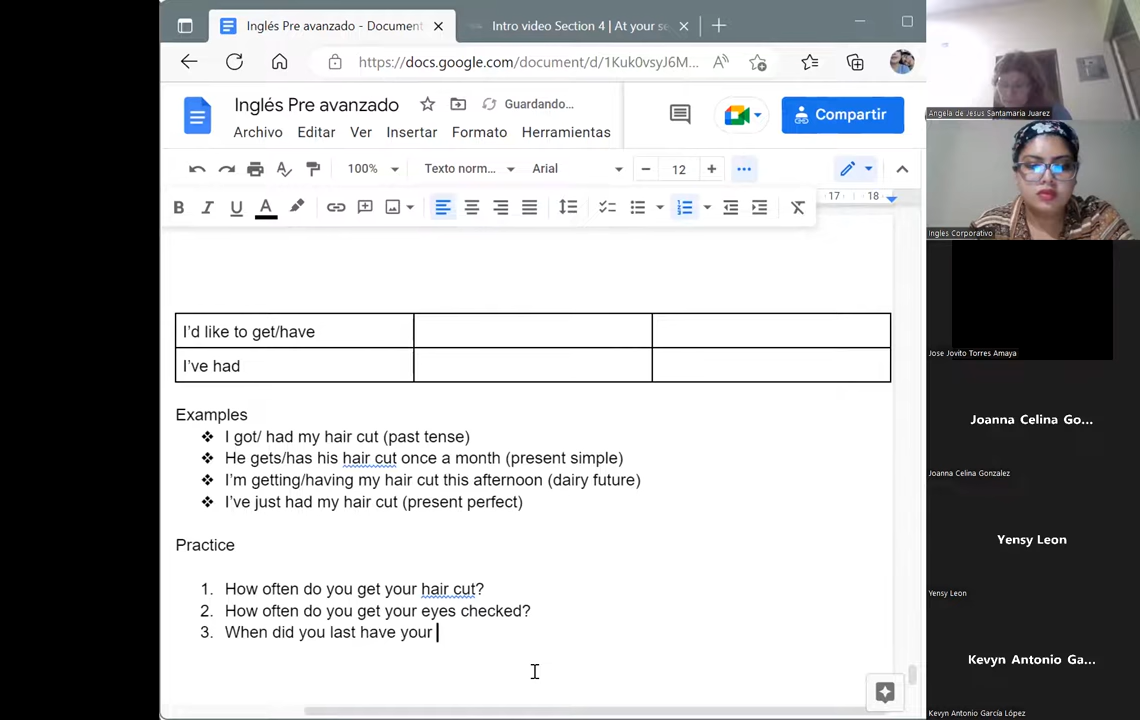 Inglés Pre avanzado - Document
Intro video Section 4 | At your se
https://docs.google.com/document/d/1Kuk0vsyJ6M...
Inglés Pre avanzado
Guardando...
Archivo Editar Ver Insertar Formato Herramientas
Compartir
100% Texto norm... Arial 12
17 18
I'd like to get/have
I've had
Examples
❖ I got/ had my hair cut (past tense)
❖ He gets/has his hair cut once a month (present simple)
❖ I'm getting/having my hair cut this afternoon (dairy future)
❖ I've just had my hair cut (present perfect)
Practice
1. How often do you get your hair cut?
2. How often do you get your eyes checked?
3. When did you last have your
Angela de Jesus Santamaria Juarez
Ingles Corporativo
Jose Jovito Torres Amaya
Joanna Celina Go...
Joanna Celina Gonzalez
Yensy Leon
Yensy Leon
Kevyn Antonio Ga...
Kevyn Antonio García López